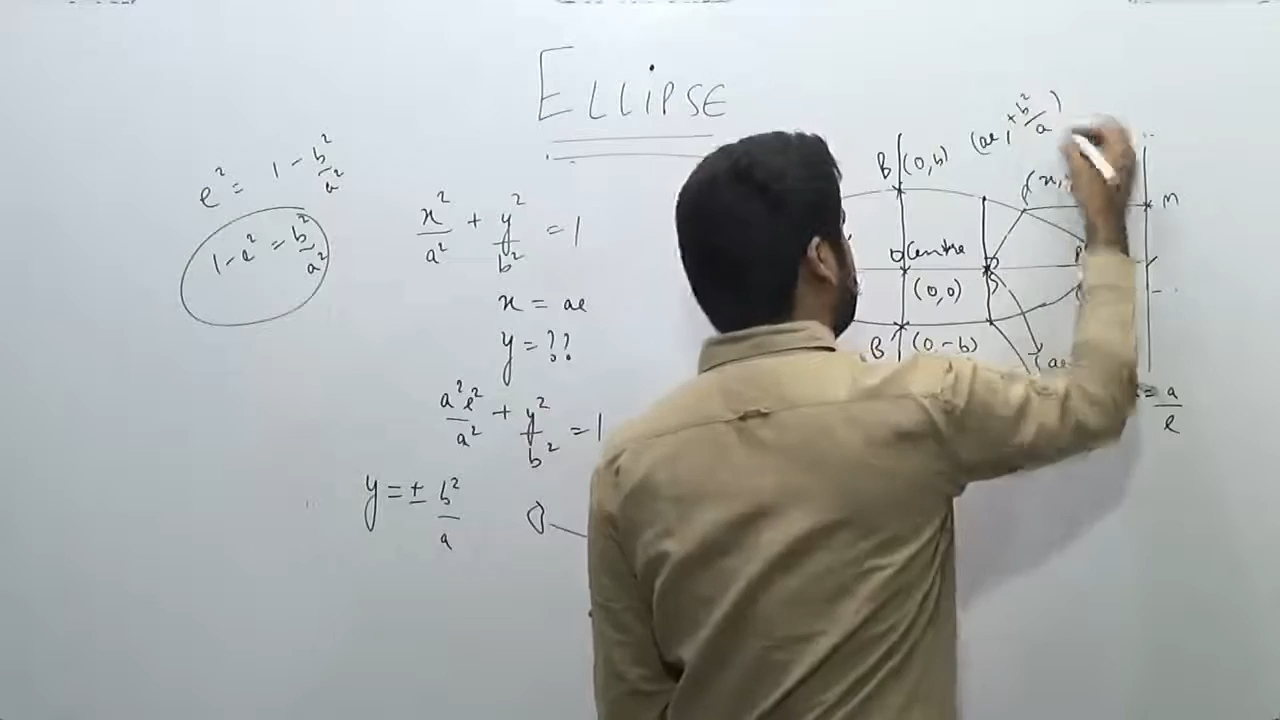 ELLIPSE
e² = 1 - b²/a²
1 - e² = b²/a²
x²/a² + y²/b² = 1
x = ae
y = ??
a²e²/a² + y²/b² = 1
y = ± b²/a
(ae, + b²/a)
B (0, b)
(x,
M
O Centre
S
(0,0)
B (0, -b)
(ae
= a/e